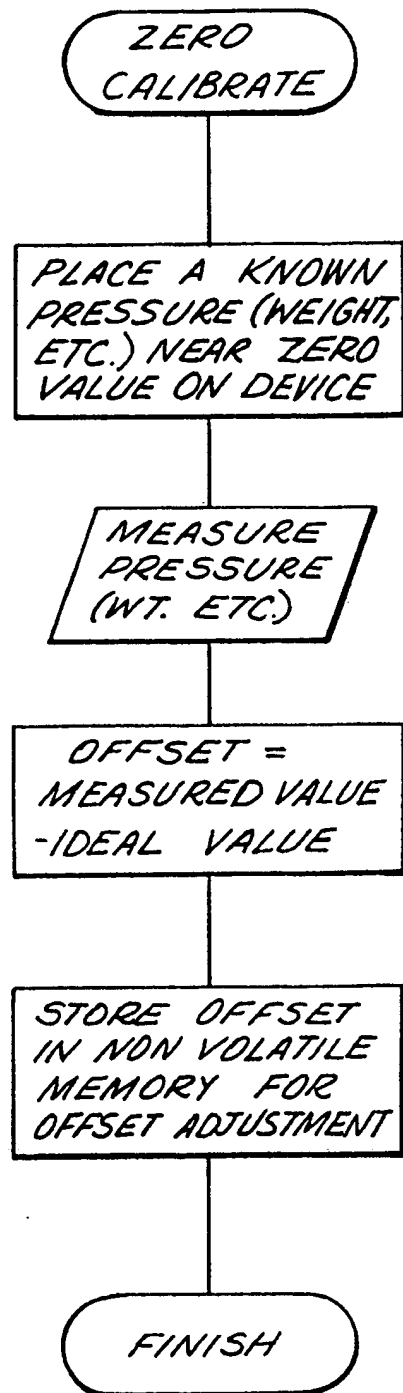 ZERO
CALIBRATE
PLACE A KNOWN
PRESSURE (WEIGHT,
ETC.) NEAR ZERO
VALUE ON DEVICE
MEASURE
PRESSURE
(WT. ETC.)
OFFSET =
MEASURED VALUE
-IDEAL VALUE
STORE OFFSET
IN NON VOLATILE
MEMORY FOR
OFFSET ADJUSTMENT
FINISH